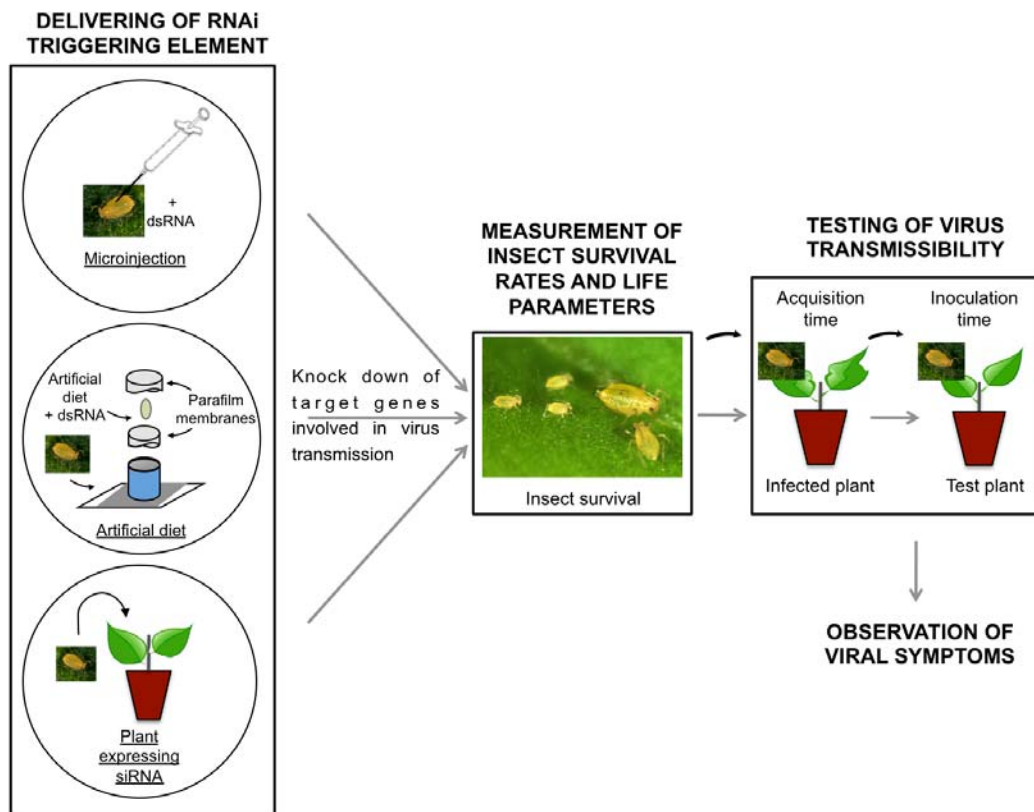 DELIVERING OF RNAi
TRIGGERING ELEMENT
+
dsRNA
Microinjection
Artificial
diet
+ dsRNA
Parafilm
membranes
Artificial diet
Plant
expressing
siRNA
Knock down of
target genes
involved in virus
transmission
MEASUREMENT OF
INSECT SURVIVAL
RATES AND LIFE
PARAMETERS
Insect survival
TESTING OF VIRUS
TRANSMISSIBILITY
Acquisition
time
Inoculation
time
Infected plant
Test plant
OBSERVATION OF
VIRAL SYMPTOMS